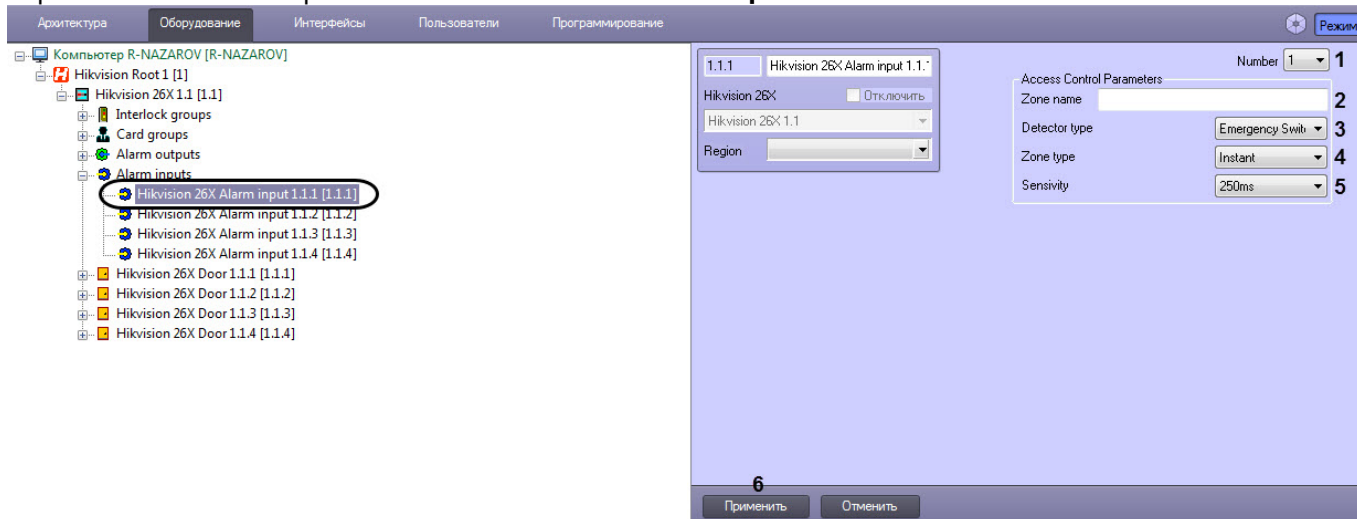 Архитектура Оборудование Интерфейсы Пользователи Программирование Режим
Компьютер R-NAZAROV [R-NAZAROV]
Hikvision Root 1 [1]
Hikvision 26X 1.1 [1.1]
Interlock groups
Card groups
Alarm outputs
Alarm inputs
Hikvision 26X Alarm input 1.1.1 [1.1.1]
Hikvision 26X Alarm input 1.1.2 [1.1.2]
Hikvision 26X Alarm input 1.1.3 [1.1.3]
Hikvision 26X Alarm input 1.1.4 [1.1.4]
Hikvision 26X Door 1.1.1 [1.1.1]
Hikvision 26X Door 1.1.2 [1.1.2]
Hikvision 26X Door 1.1.3 [1.1.3]
Hikvision 26X Door 1.1.4 [1.1.4]
1.1.1 Hikvision 26X Alarm input 1.1.
Hikvision 26X Отключить
Hikvision 26X 1.1
Region
Number 1 1
Access Control Parameters
Zone name 2
Detector type Emergency Swit 3
Zone type Instant 4
Sensivity 250ms 5
6
Применить Отменить